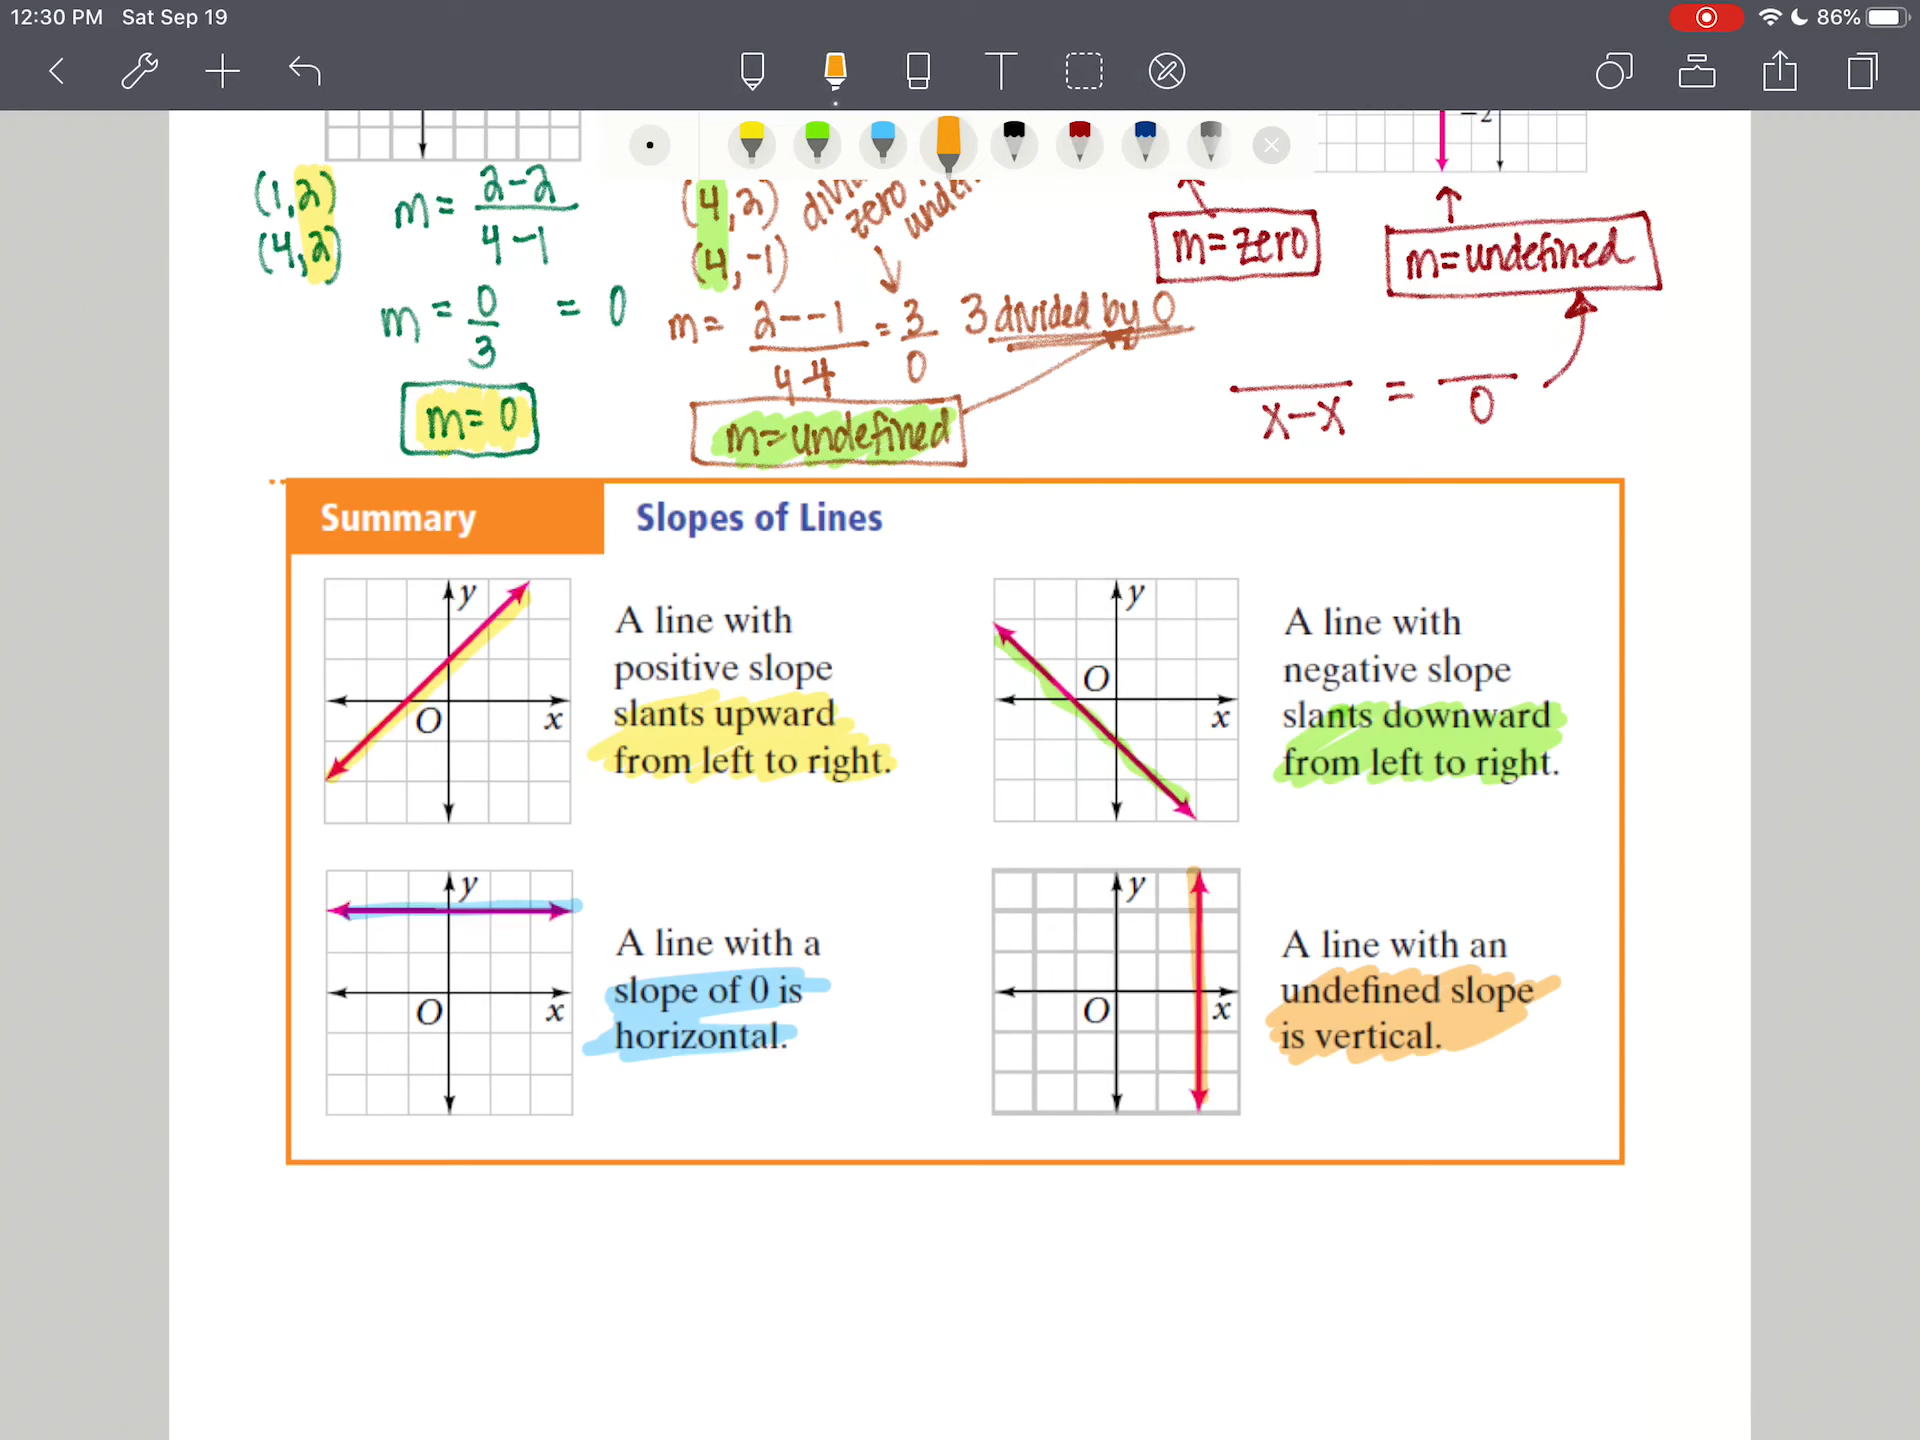 12:30 PM Sat Sep 19
86%
-2
(1,2)
(4,2)
m= 2-2
4-1
m= 0 = 0
3
m=0
(4,2)
(4,-1)
zero
m= 2--1 = 3 3 divided by 0
4-4 0
m=undefined
m=zero
m=undefined
x-x = 0
Summary
Slopes of Lines
y
O x
A line with
positive slope
slants upward
from left to right.
y
O
x
A line with
negative slope
slants downward
from left to right.
y
O x
A line with a
slope of 0 is
horizontal.
y
O x
A line with an
undefined slope
is vertical.